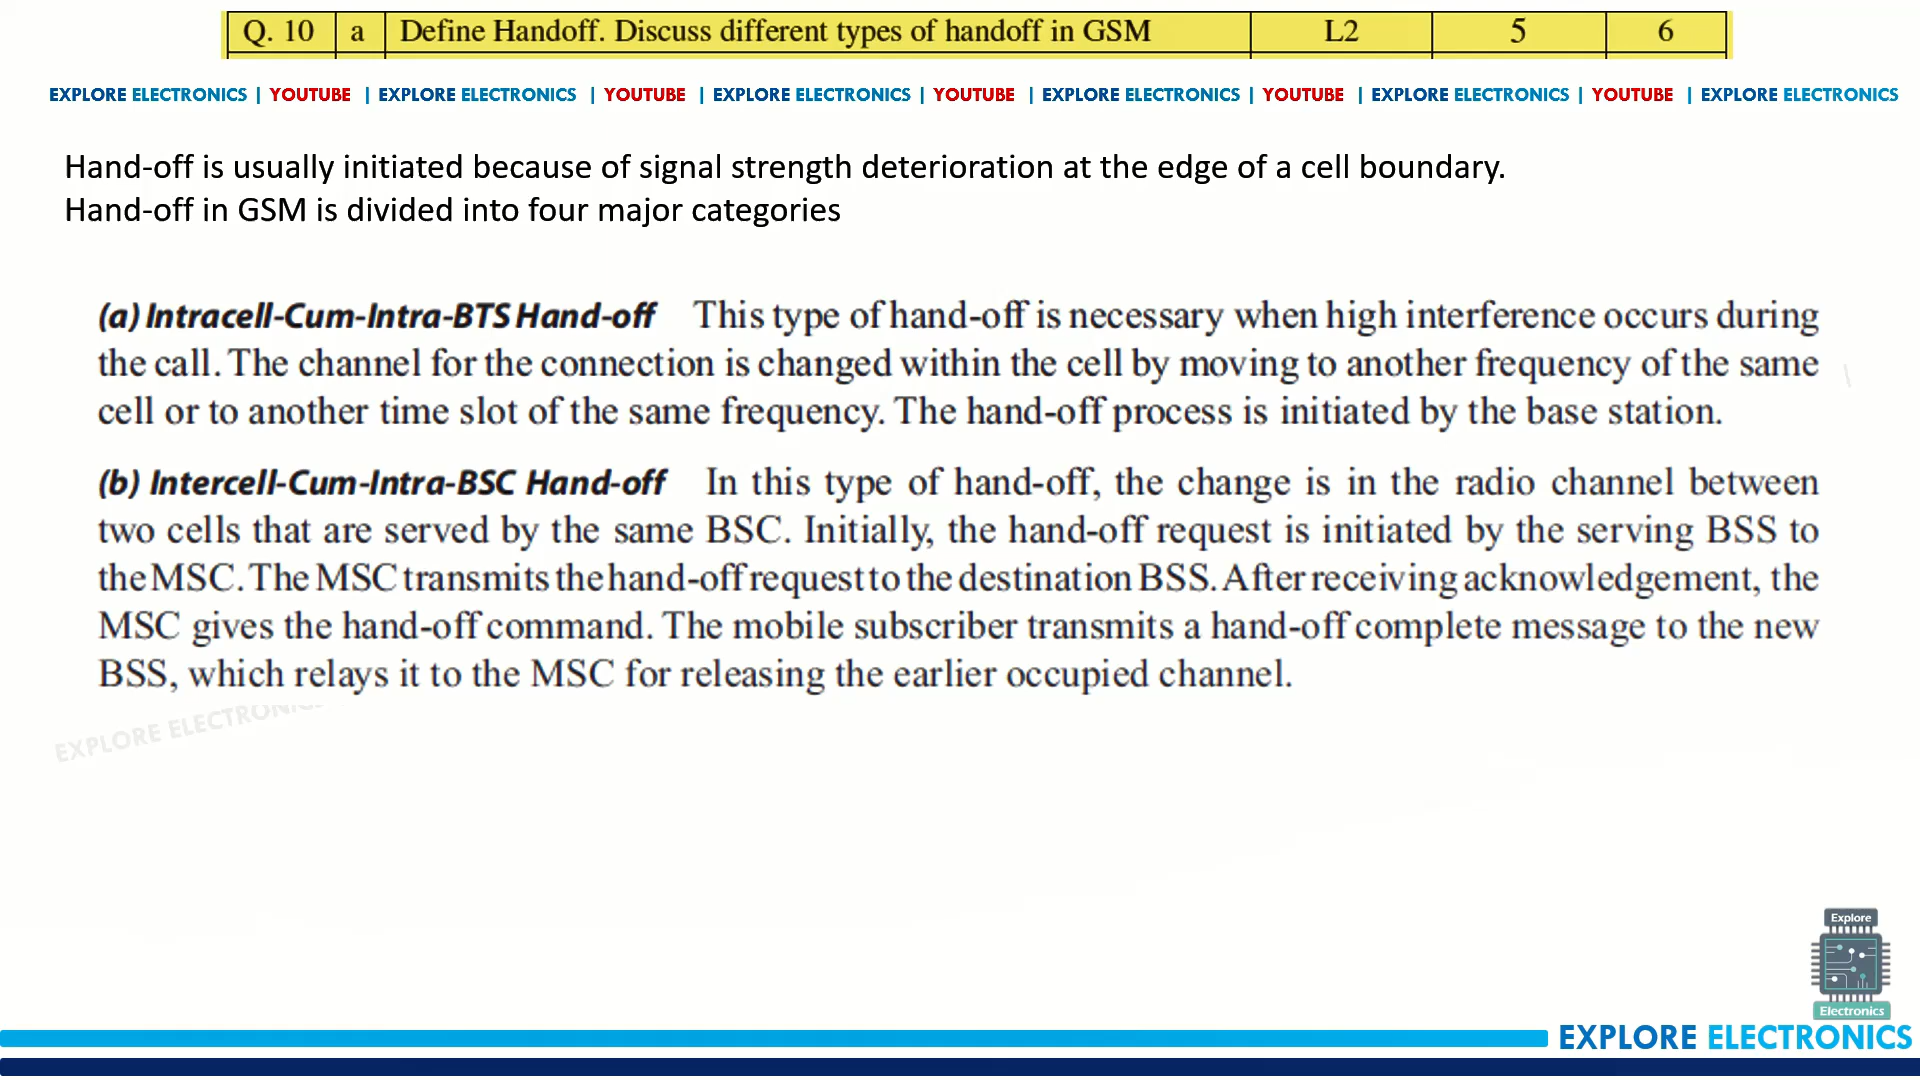 Q. 10 a Define Handoff. Discuss different types of handoff in GSM L2 5 6
EXPLORE ELECTRONICS | YOUTUBE | EXPLORE ELECTRONICS | YOUTUBE | EXPLORE ELECTRONICS | YOUTUBE | EXPLORE ELECTRONICS | YOUTUBE | EXPLORE ELECTRONICS | YOUTUBE | EXPLORE ELECTRONICS
Hand-off is usually initiated because of signal strength deterioration at the edge of a cell boundary.
Hand-off in GSM is divided into four major categories
(a) Intracell-Cum-Intra-BTS Hand-off This type of hand-off is necessary when high interference occurs during
the call. The channel for the connection is changed within the cell by moving to another frequency of the same
cell or to another time slot of the same frequency. The hand-off process is initiated by the base station.
(b) Intercell-Cum-Intra-BSC Hand-off In this type of hand-off, the change is in the radio channel between
two cells that are served by the same BSC. Initially, the hand-off request is initiated by the serving BSS to
the MSC. The MSC transmits the hand-off request to the destination BSS. After receiving acknowledgement, the
MSC gives the hand-off command. The mobile subscriber transmits a hand-off complete message to the new
BSS, which relays it to the MSC for releasing the earlier occupied channel.
EXPLORE ELECTRONIC
Explore
Electronics
EXPLORE ELECTRONICS